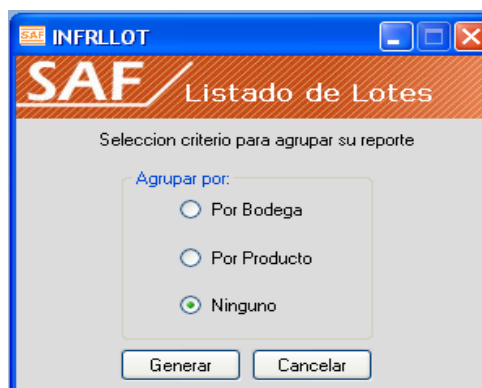 SAF INFRLLOT
SAF Listado de Lotes
Seleccion criterio para agrupar su reporte
Agrupar por:
Por Bodega
Por Producto
Ninguno
Generar Cancelar